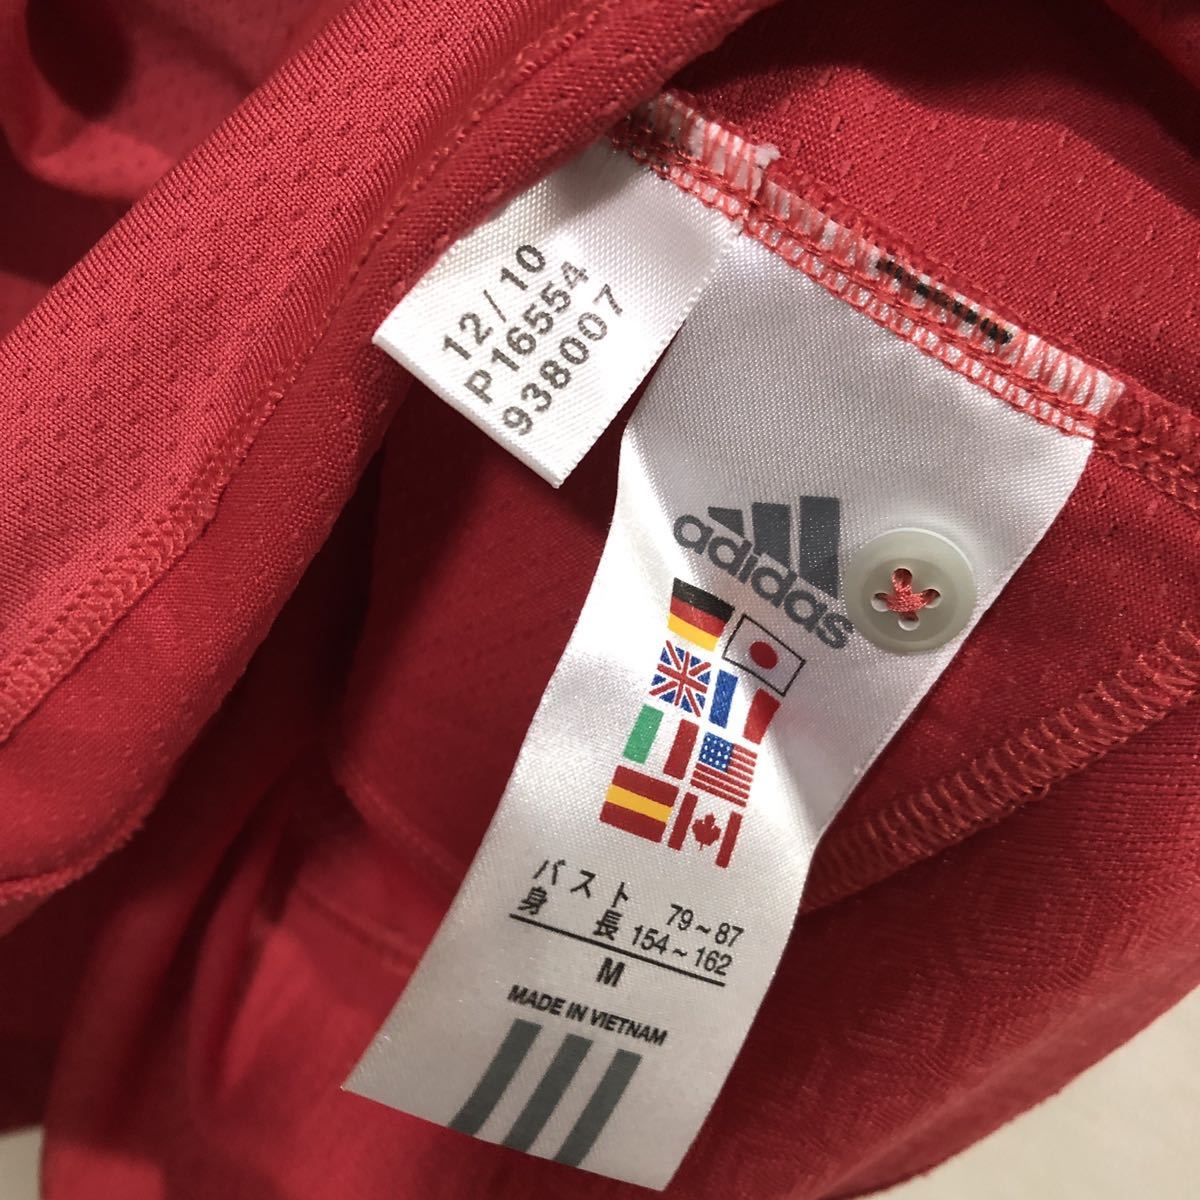 12/10
P16554
938007
adidas
バスト 79~87
身長 154~162
M
MADE IN VIETNAM